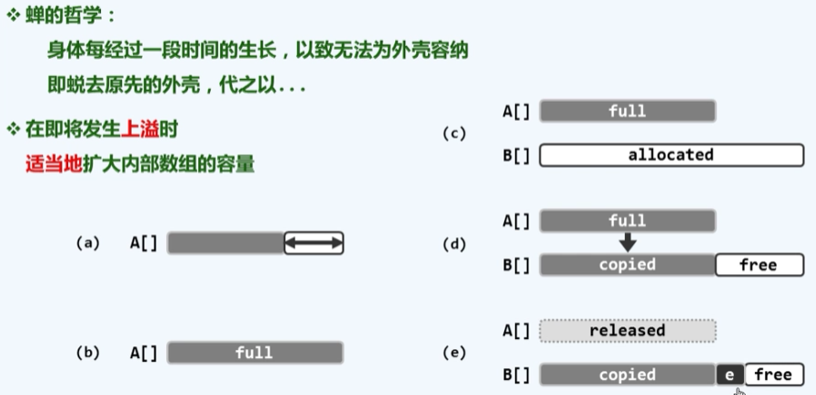 ❖ 蝉的哲学：
身体每经过一段时间的生长，以致无法为外壳容纳
即蜕去原先的外壳，代之以...
❖ 在即将发生上溢时
适当地扩大内部数组的容量
(a) A[]
(b) A[] full
(c) A[] full
B[] allocated
(d) A[] full
B[] copied free
(e) A[] released
B[] copied e free